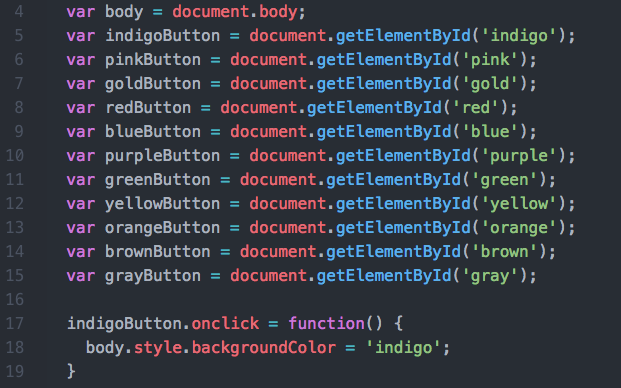 4 var body = document.body;
5 var indigoButton = document.getElementById('indigo');
6 var pinkButton = document.getElementById('pink');
7 var goldButton = document.getElementById('gold');
8 var redButton = document.getElementById('red');
9 var blueButton = document.getElementById('blue');
10 var purpleButton = document.getElementById('purple');
11 var greenButton = document.getElementById('green');
12 var yellowButton = document.getElementById('yellow');
13 var orangeButton = document.getElementById('orange');
14 var brownButton = document.getElementById('brown');
15 var grayButton = document.getElementById('gray');
16
17 indigoButton.onclick = function() {
18   body.style.backgroundColor = 'indigo';
19 }